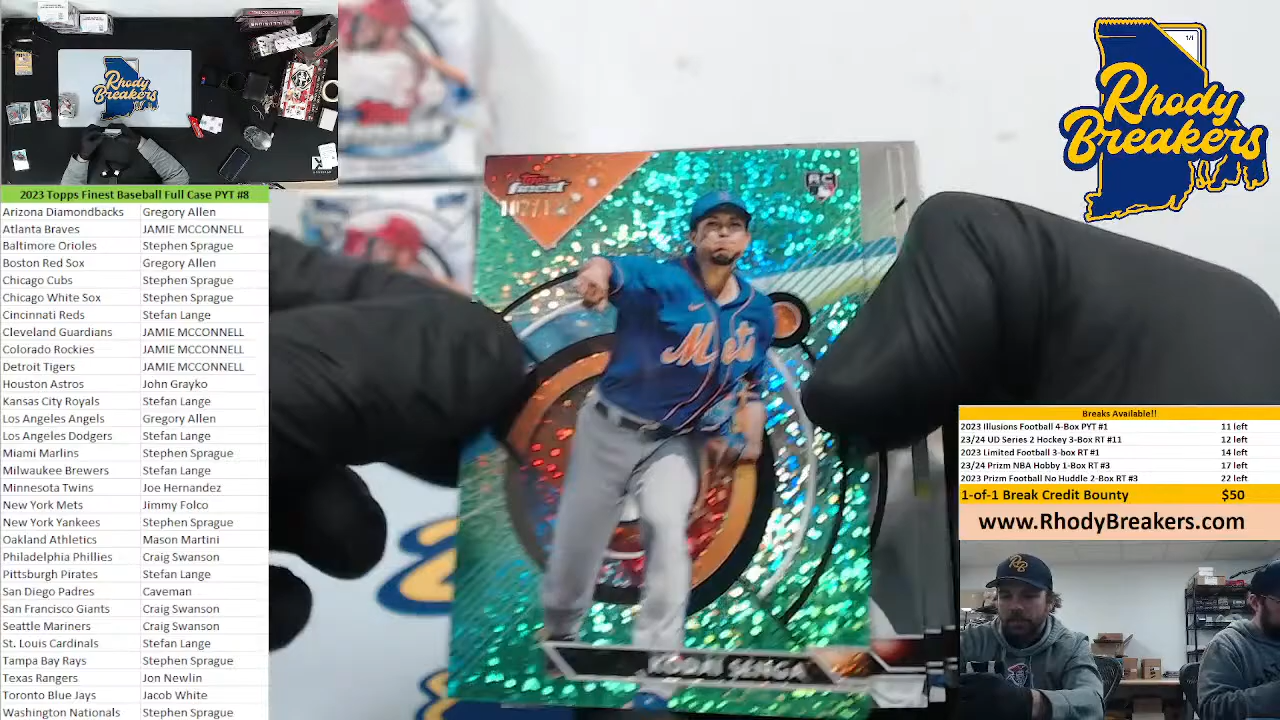 Rhody
Breakers
2023 Topps Finest Baseball Full Case PYT #8
Arizona Diamondbacks Gregory Allen
Atlanta Braves JAMIE MCCONNELL
Baltimore Orioles Stephen Sprague
Boston Red Sox Gregory Allen
Chicago Cubs Stephen Sprague
Chicago White Sox Stephen Sprague
Cincinnati Reds Stefan Lange
Cleveland Guardians JAMIE MCCONNELL
Colorado Rockies JAMIE MCCONNELL
Detroit Tigers JAMIE MCCONNELL
Houston Astros John Grayko
Kansas City Royals Stefan Lange
Los Angeles Angels Gregory Allen
Los Angeles Dodgers Stefan Lange
Miami Marlins Stephen Sprague
Milwaukee Brewers Stefan Lange
Minnesota Twins Joe Hernandez
New York Mets Jimmy Folco
New York Yankees Stephen Sprague
Oakland Athletics Mason Martini
Philadelphia Phillies Craig Swanson
Pittsburgh Pirates Stefan Lange
San Diego Padres Caveman
San Francisco Giants Craig Swanson
Seattle Mariners Craig Swanson
St. Louis Cardinals Stefan Lange
Tampa Bay Rays Stephen Sprague
Texas Rangers Jon Newlin
Toronto Blue Jays Jacob White
Washington Nationals Stephen Sprague
Topps
finest
RC
Mets
KODAI SENGA
1/1
Rhody
Breakers
Breaks Available!!
2023 Illusions Football 4-Box PYT #1 11 left
23/24 UD Series 2 Hockey 3-Box RT #11 12 left
2023 Limited Football 3-box RT #1 14 left
23/24 Prizm NBA Hobby 1-Box RT #3 17 left
2023 Prizm Football No Huddle 2-Box RT #3 22 left
1-of-1 Break Credit Bounty $50
www.RhodyBreakers.com
RB